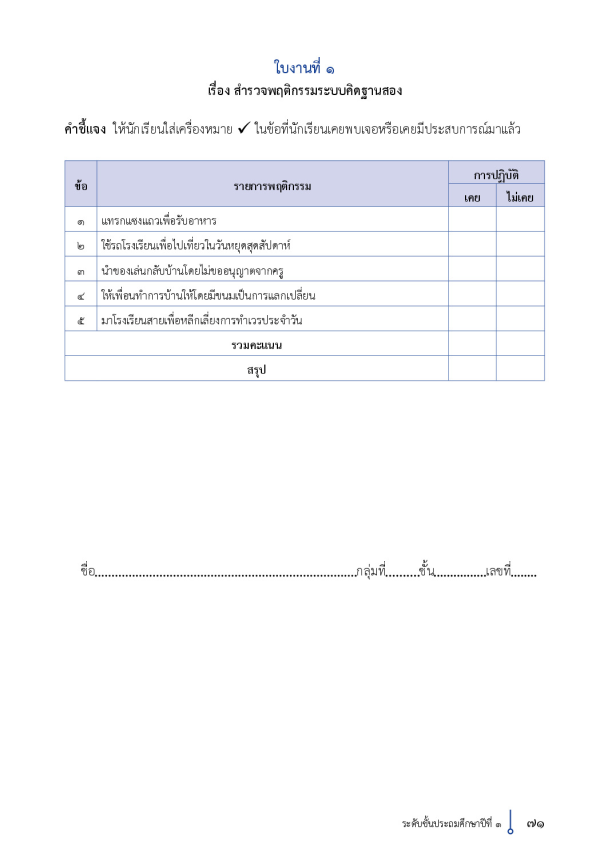 ใบงานที่ ๑
เรื่อง สำรวจพฤติกรรมระบบคิดฐานสอง
คำชี้แจง ให้นักเรียนใส่เครื่องหมาย ✓ ในข้อที่นักเรียนเคยพบเจอหรือเคยมีประสบการณ์มาแล้ว
ข้อ รายการพฤติกรรม การปฏิบัติ
เคย ไม่เคย
๑ แทรกแซงแถวเพื่อรับอาหาร
๒ ใช้รถโรงเรียนเพื่อไปเที่ยวในวันหยุดสุดสัปดาห์
๓ นำของเล่นกลับบ้านโดยไม่ขออนุญาตจากครู
๔ ให้เพื่อนทำการบ้านให้โดยมีขนมเป็นการแลกเปลี่ยน
๕ มาโรงเรียนสายเพื่อหลีกเลี่ยงการทำเวรประจำวัน
รวมคะแนน
สรุป
ชื่อ................................................................................กลุ่มที่..........ชั้น................เลขที่........
ระดับชั้นประถมศึกษาปีที่ ๑ ๗๑